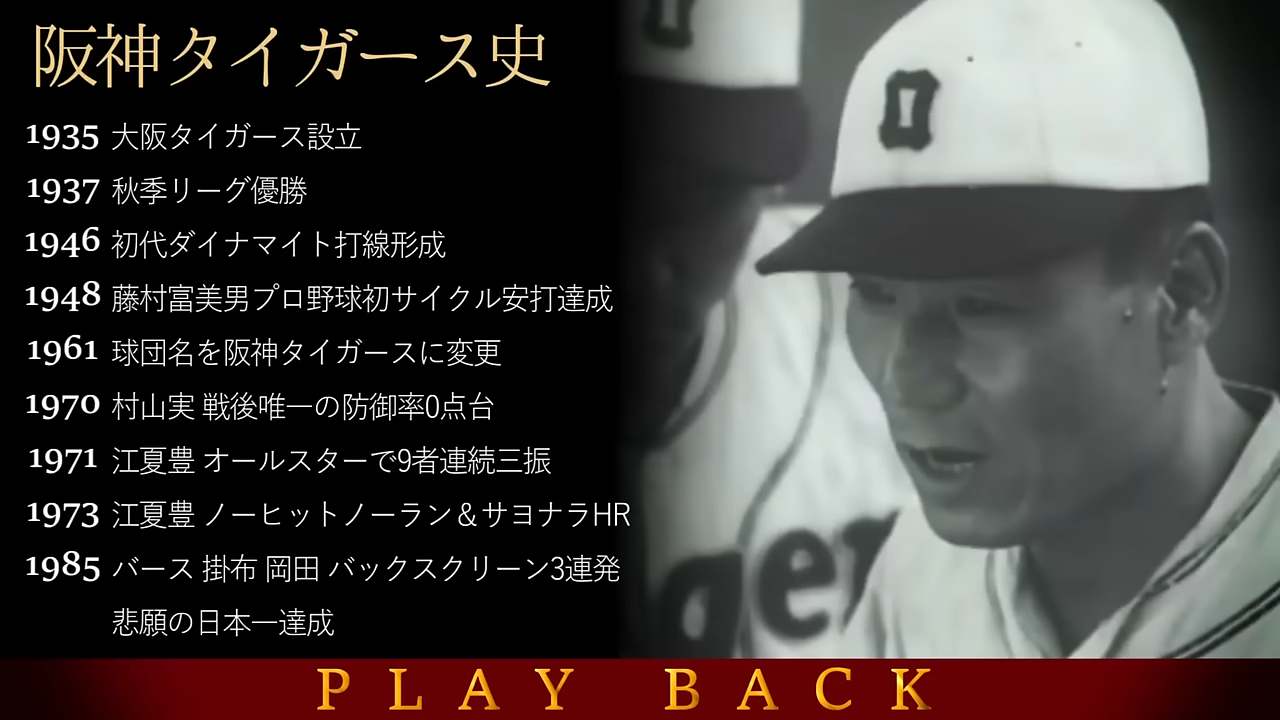 阪神タイガース史
1935 大阪タイガース設立
1937 秋季リーグ優勝
1946 初代ダイナマイト打線形成
1948 藤村富美男プロ野球初サイクル安打達成
1961 球団名を阪神タイガースに変更
1970 村山実 戦後唯一の防御率0点台
1971 江夏豊 オールスターで9者連続三振
1973 江夏豊 ノーヒットノーラン＆サヨナラHR
1985 バース 掛布 岡田 バックスクリーン3連発
悲願の日本一達成
O
ger
PLAY BACK